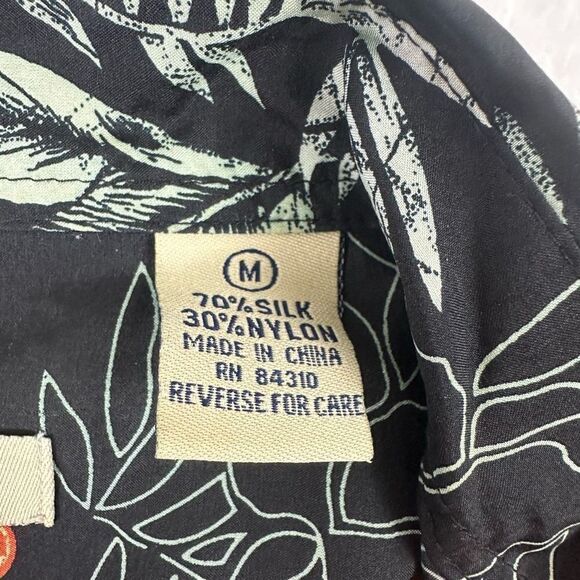 M
70% SILK
30% NYLON
MADE IN CHINA
RN 84310
REVERSE FOR CARE